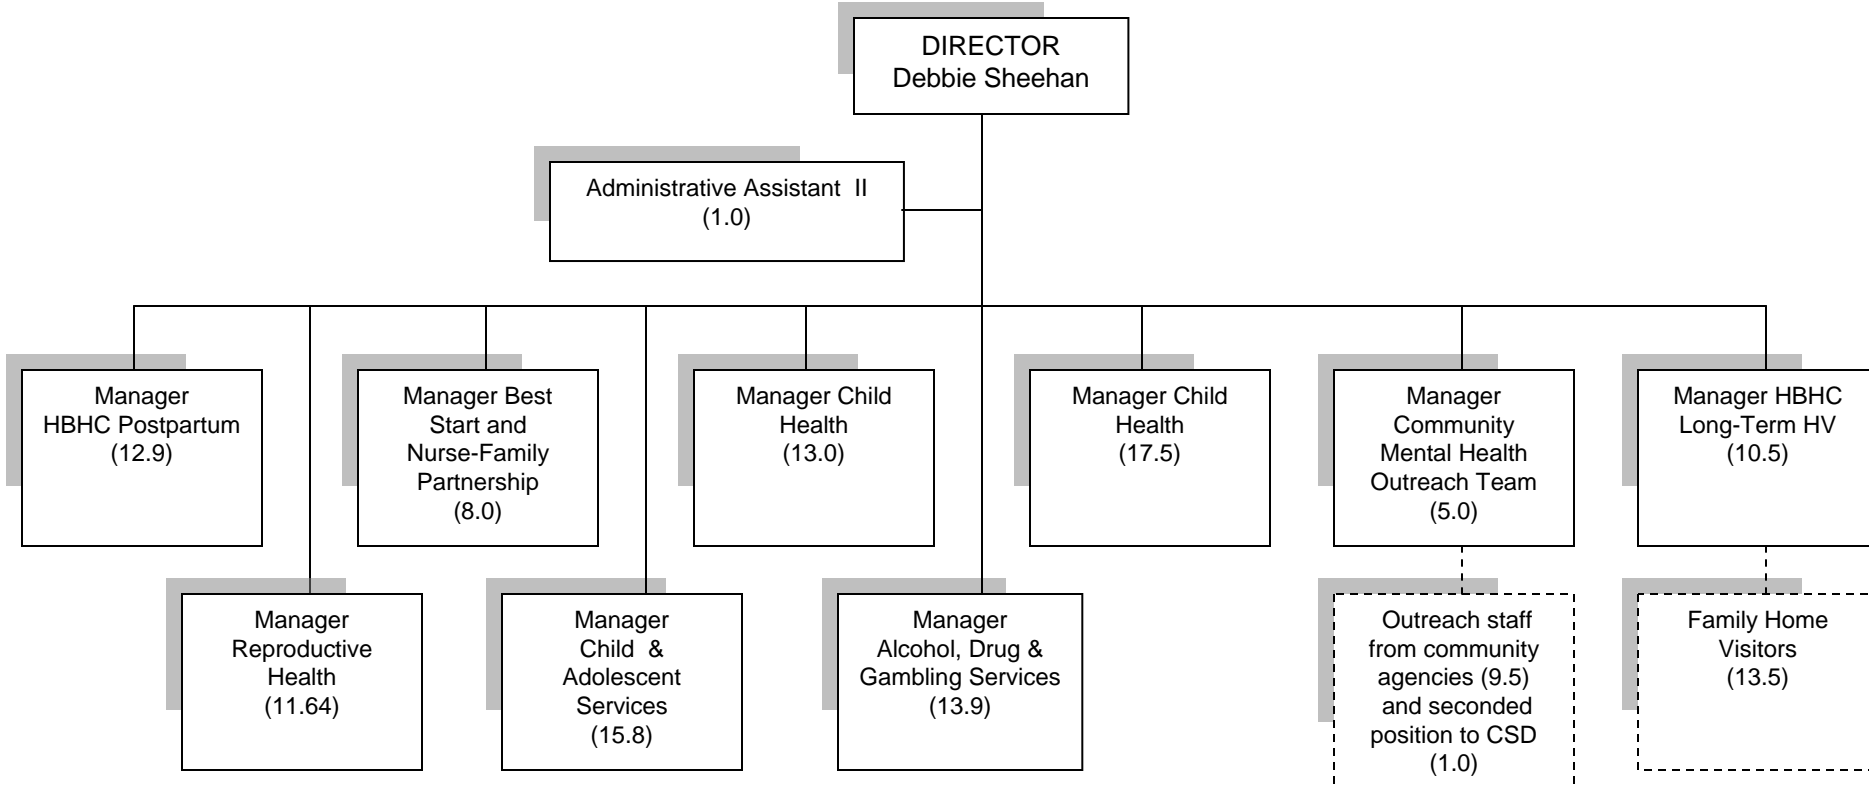 DIRECTOR
Debbie Sheehan
Administrative Assistant II
(1.0)
Manager
HBHC Postpartum
(12.9)
Manager Best
Start and
Nurse-Family
Partnership
(8.0)
Manager Child
Health
(13.0)
Manager Child
Health
(17.5)
Manager
Community
Mental Health
Outreach Team
(5.0)
Manager HBHC
Long-Term HV
(10.5)
Manager
Reproductive
Health
(11.64)
Manager
Child &
Adolescent
Services
(15.8)
Manager
Alcohol, Drug &
Gambling Services
(13.9)
Outreach staff
from community
agencies (9.5)
and seconded
position to CSD
(1.0)
Family Home
Visitors
(13.5)